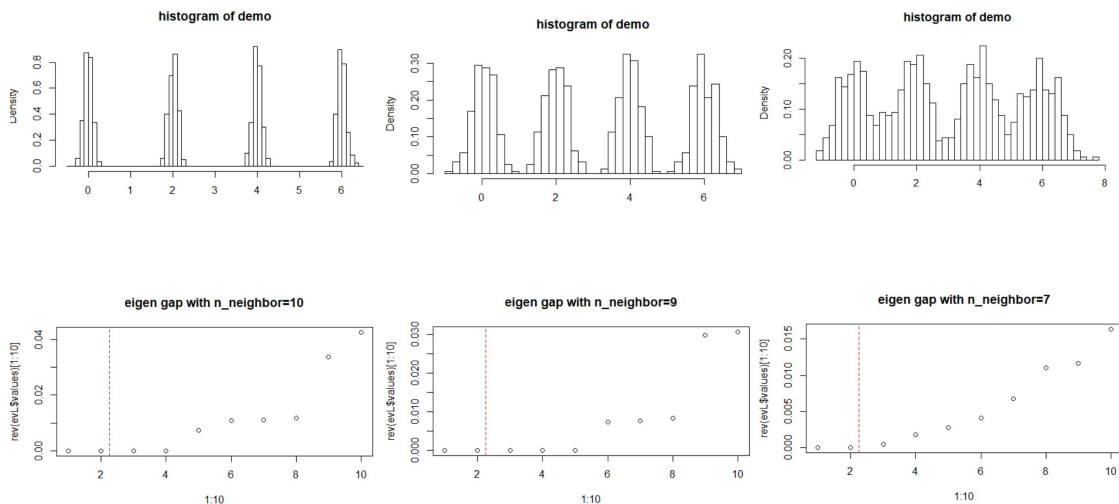 histogram of demo
Density
0.0 0.2 0.4 0.6 0.8
0 1 2 3 4 5 6
histogram of demo
Density
0.00 0.10 0.20 0.30
0 2 4 6
histogram of demo
Density
0.00 0.05 0.10 0.15 0.20
0 2 4 6 8
eigen gap with n_neighbor=10
rev(evL$values)[1:10]
0.00 0.02 0.04
2 4 6 8 10
1:10
eigen gap with n_neighbor=9
rev(evL$values)[1:10]
0.000 0.010 0.020 0.030
2 4 6 8 10
1:10
eigen gap with n_neighbor=7
rev(evL$values)[1:10]
0.000 0.005 0.010 0.015
2 4 6 8 10
1:10